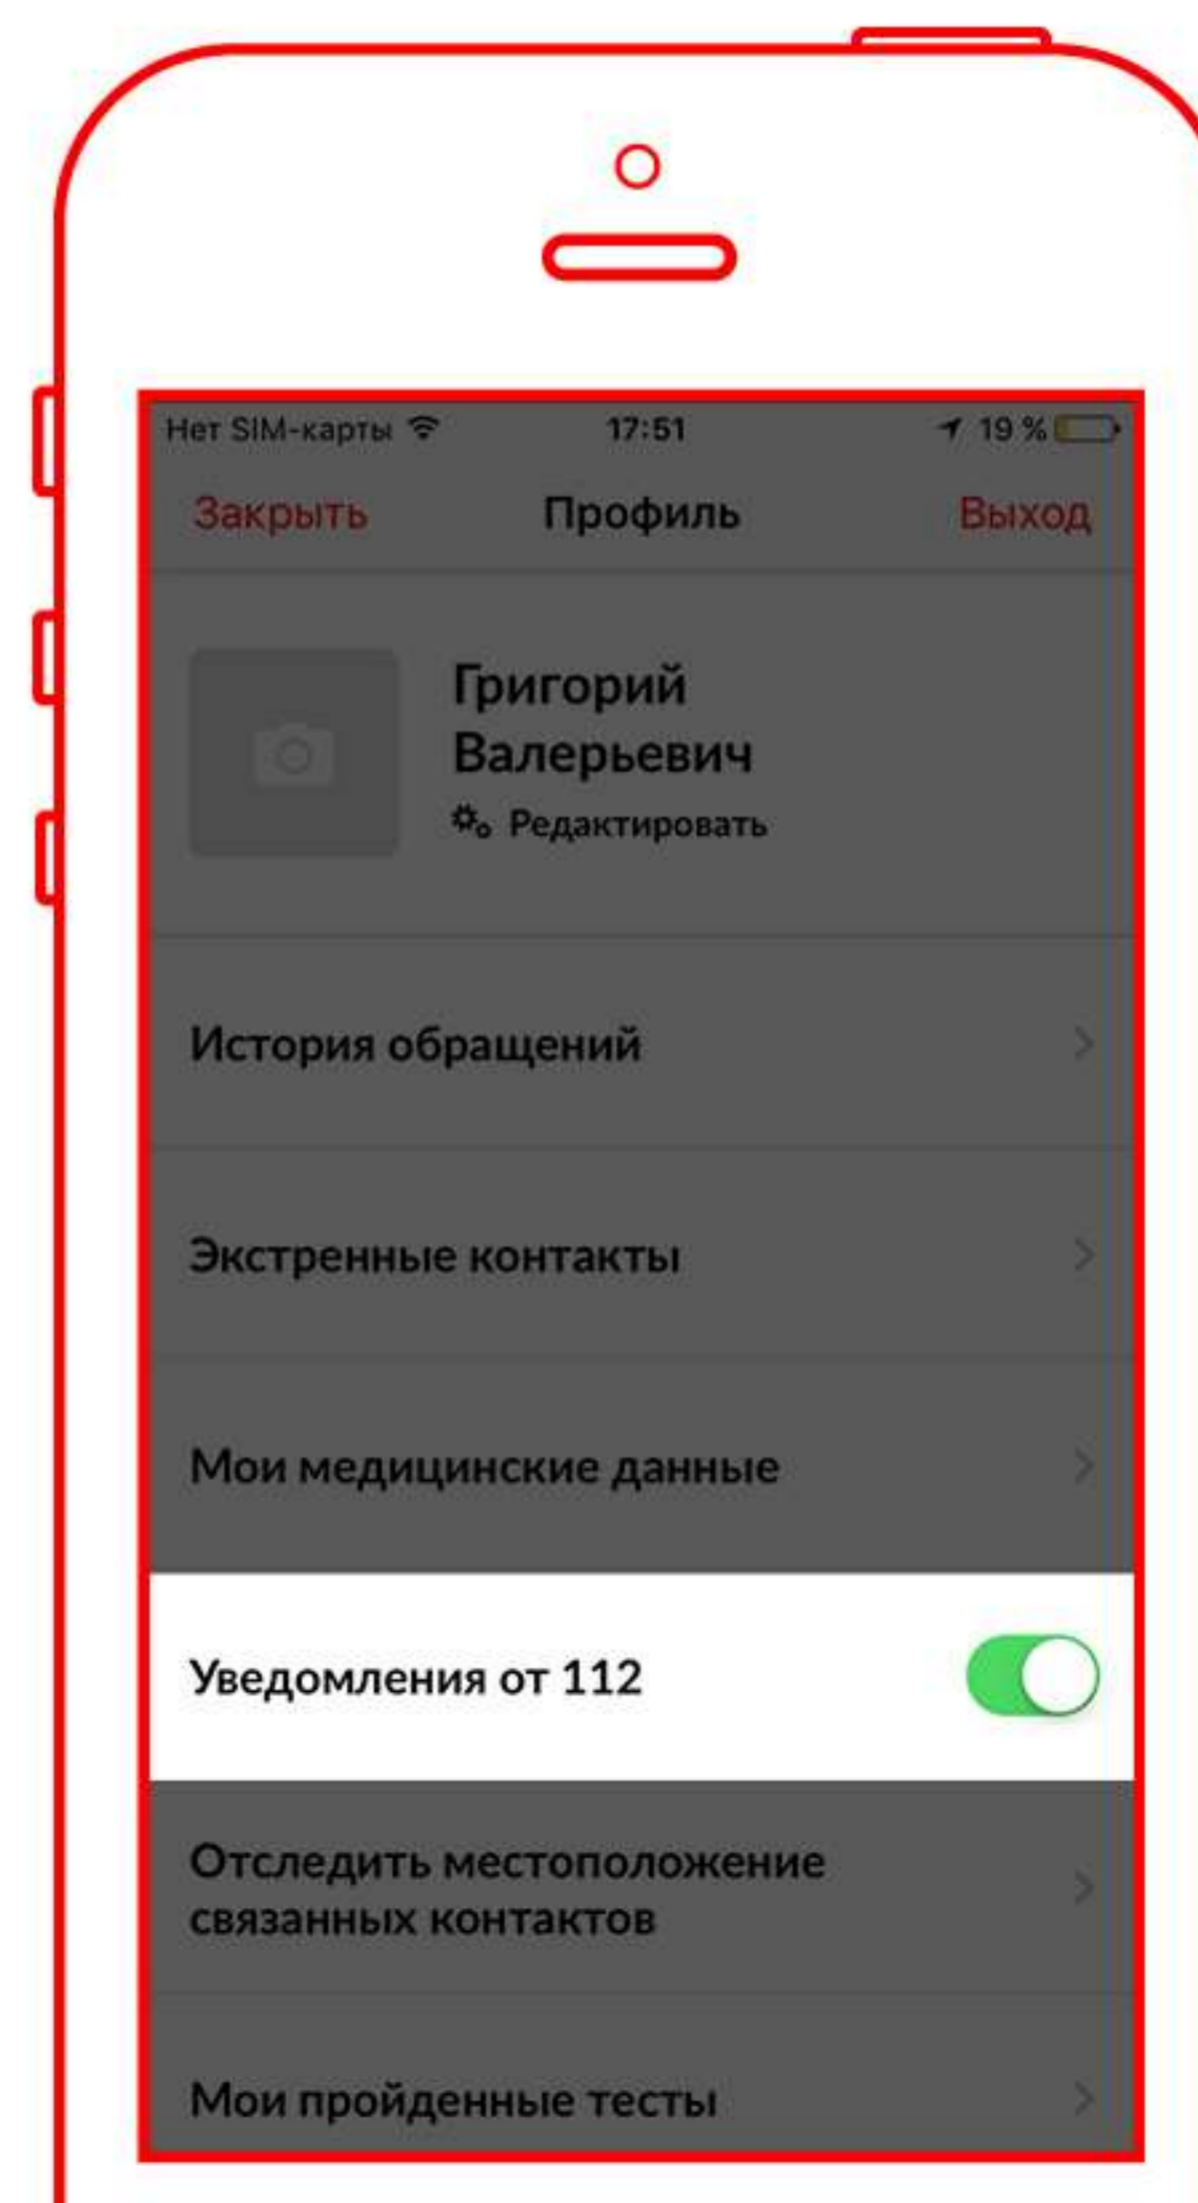 Нет SIM-карты 17:51 19 %
Закрыть Профиль Выход
Григорий
Валерьевич
Редактировать
История обращений
Экстренные контакты
Мои медицинские данные
Уведомления от 112
Отследить местоположение
связанных контактов
Мои пройденные тесты